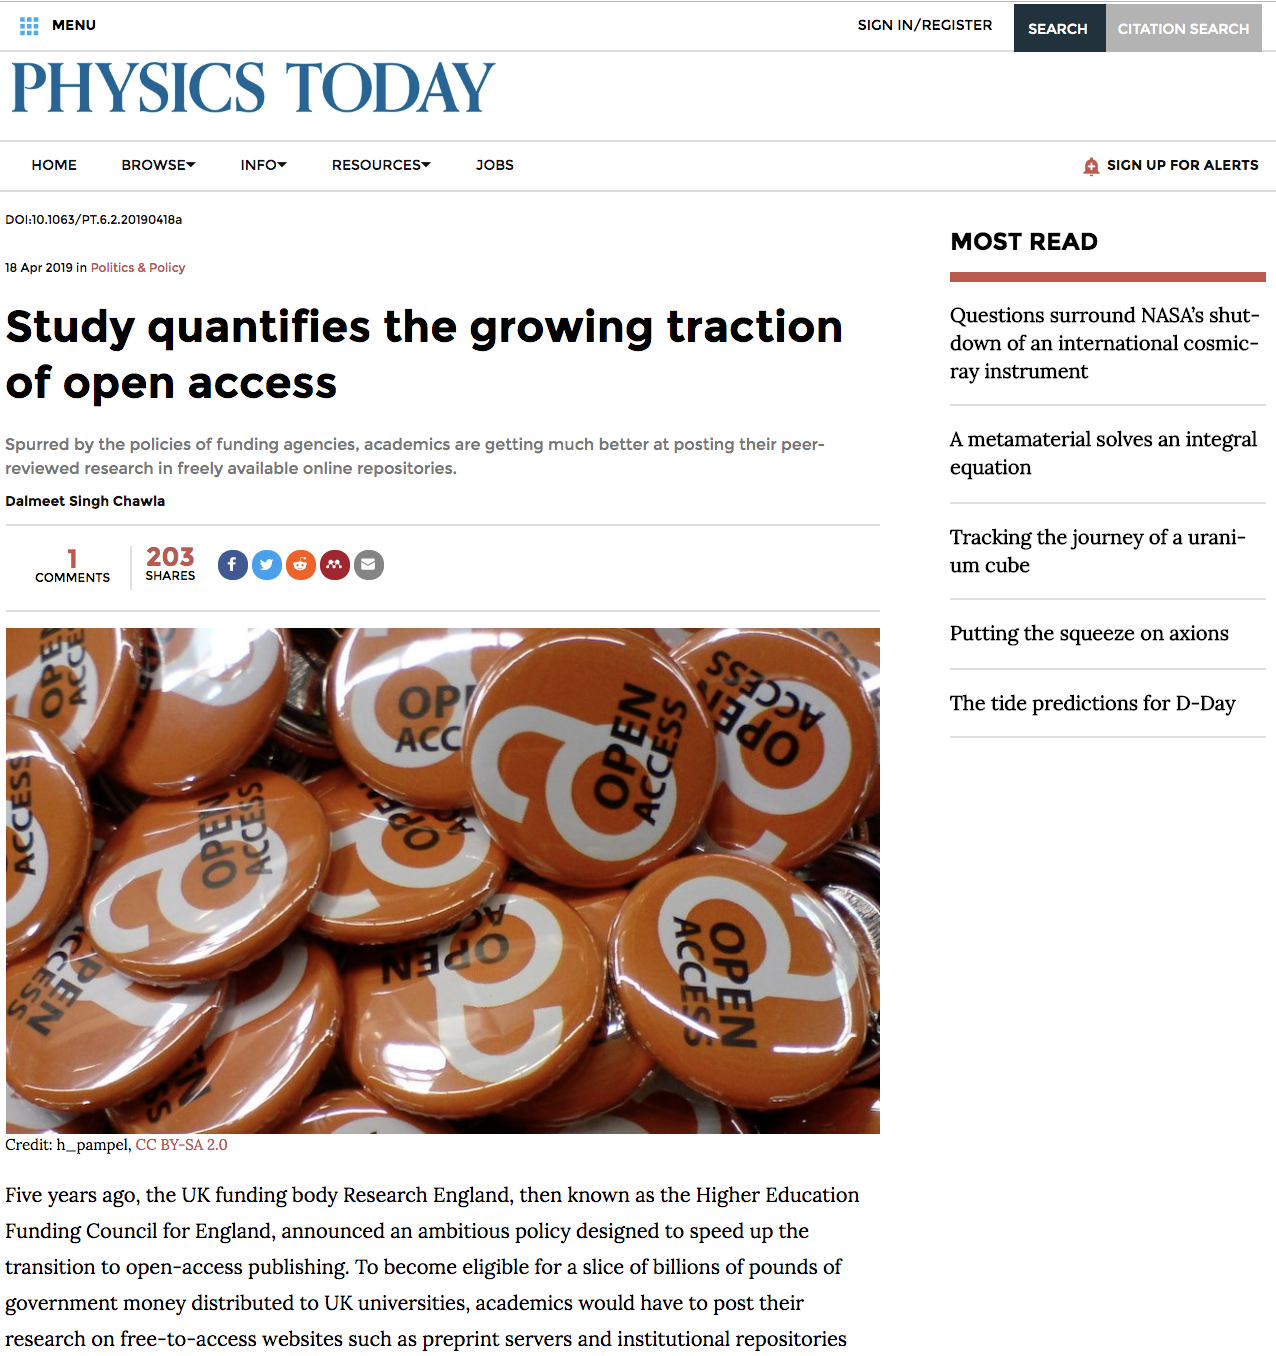 MENU
SIGN IN/REGISTER
SEARCH
CITATION SEARCH
PHYSICS TODAY
HOME
BROWSE
INFO
RESOURCES
JOBS
SIGN UP FOR ALERTS
DOI:10.1063/PT.6.2.20190418a
18 Apr 2019 in Politics & Policy
Study quantifies the growing traction
of open access
Spurred by the policies of funding agencies, academics are getting much better at posting their peer-
reviewed research in freely available online repositories.
Dalmeet Singh Chawla
1
COMMENTS
203
SHARES
OPEN
ACCE
OPE
ACC
OPEN
ACCESS
OPEN
ACCESS
ACCESS
OPEN
ACCESS
OPEN
AC
OPEN
ACC
OPEN
ACCESS
PEN
CCESS
Credit: h_pampel, CC BY-SA 2.0
Five years ago, the UK funding body Research England, then known as the Higher Education
Funding Council for England, announced an ambitious policy designed to speed up the
transition to open-access publishing. To become eligible for a slice of billions of pounds of
government money distributed to UK universities, academics would have to post their
research on free-to-access websites such as preprint servers and institutional repositories
MOST READ
Questions surround NASA’s shut-
down of an international cosmic-
ray instrument
A metamaterial solves an integral
equation
Tracking the journey of a urani-
um cube
Putting the squeeze on axions
The tide predictions for D-Day